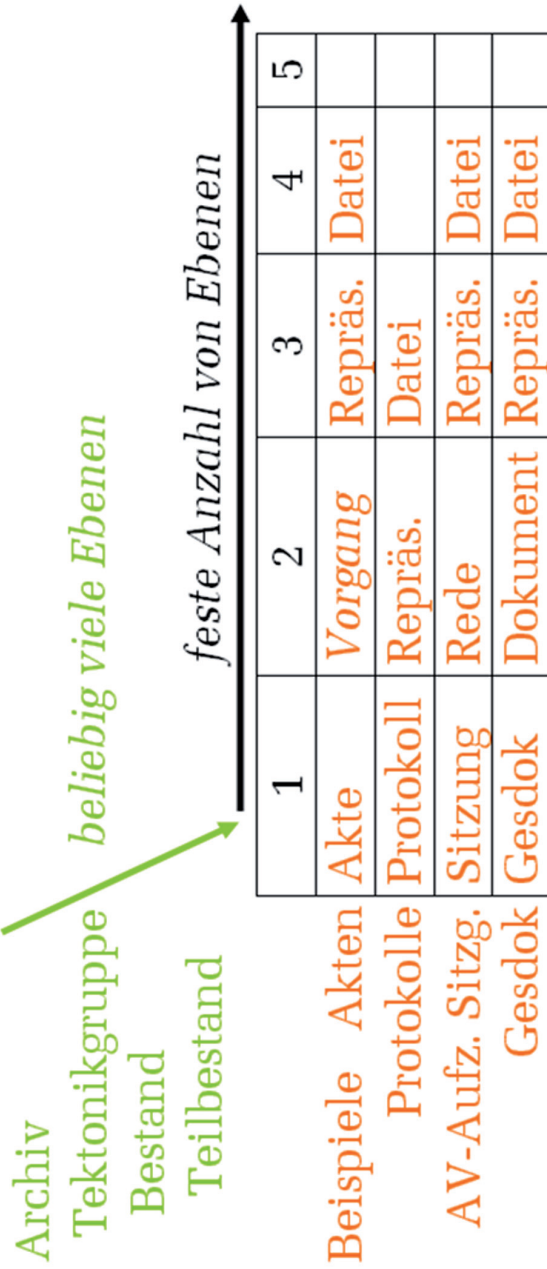 Archiv
Tektonikgruppe beliebig viele Ebenen
Bestand
Teilbestand feste Anzahl von Ebenen
1 2 3 4 5
Beispiele Akten Akte Vorgang Repräs. Datei
Protokolle Protokoll Repräs. Datei
AV-Aufz. Sitzg. Sitzung Rede Repräs. Datei
Gesdok Gesdok Dokument Repräs. Datei